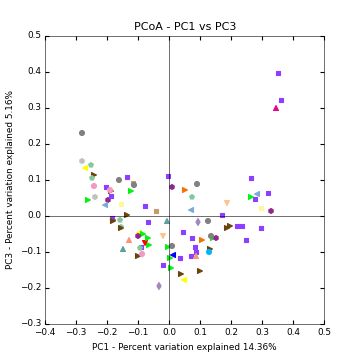 PCoA - PC1 vs PC3
0.5
0.4
0.3
0.2
0.1
0.0
−0.1
−0.2
−0.3
PC3 - Percent variation explained 5.16%
−0.4 −0.3 −0.2 −0.1 0.0 0.1 0.2 0.3 0.4 0.5
PC1 - Percent variation explained 14.36%